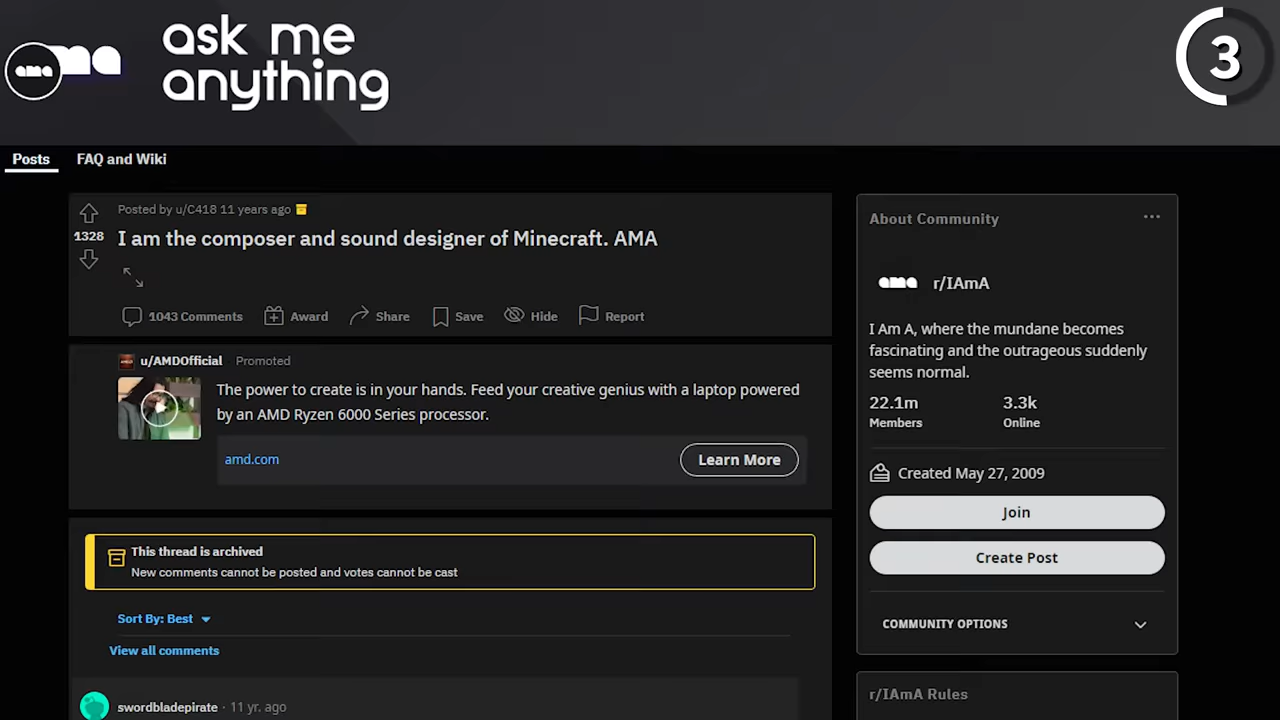 ask me
anything
ama
ama
3
Posts
FAQ and Wiki
Posted by u/C418 11 years ago
1328
I am the composer and sound designer of Minecraft. AMA
1043 Comments
Award
Share
Save
Hide
Report
u/AMDOfficial · Promoted
The power to create is in your hands. Feed your creative genius with a laptop powered
by an AMD Ryzen 6000 Series processor.
amd.com
Learn More
This thread is archived
New comments cannot be posted and votes cannot be cast
Sort By: Best
View all comments
swordbladepirate · 11 yr. ago
About Community
ama
r/IAmA
I Am A, where the mundane becomes
fascinating and the outrageous suddenly
seems normal.
22.1m
3.3k
Members
Online
Created May 27, 2009
Join
Create Post
COMMUNITY OPTIONS
r/IAmA Rules